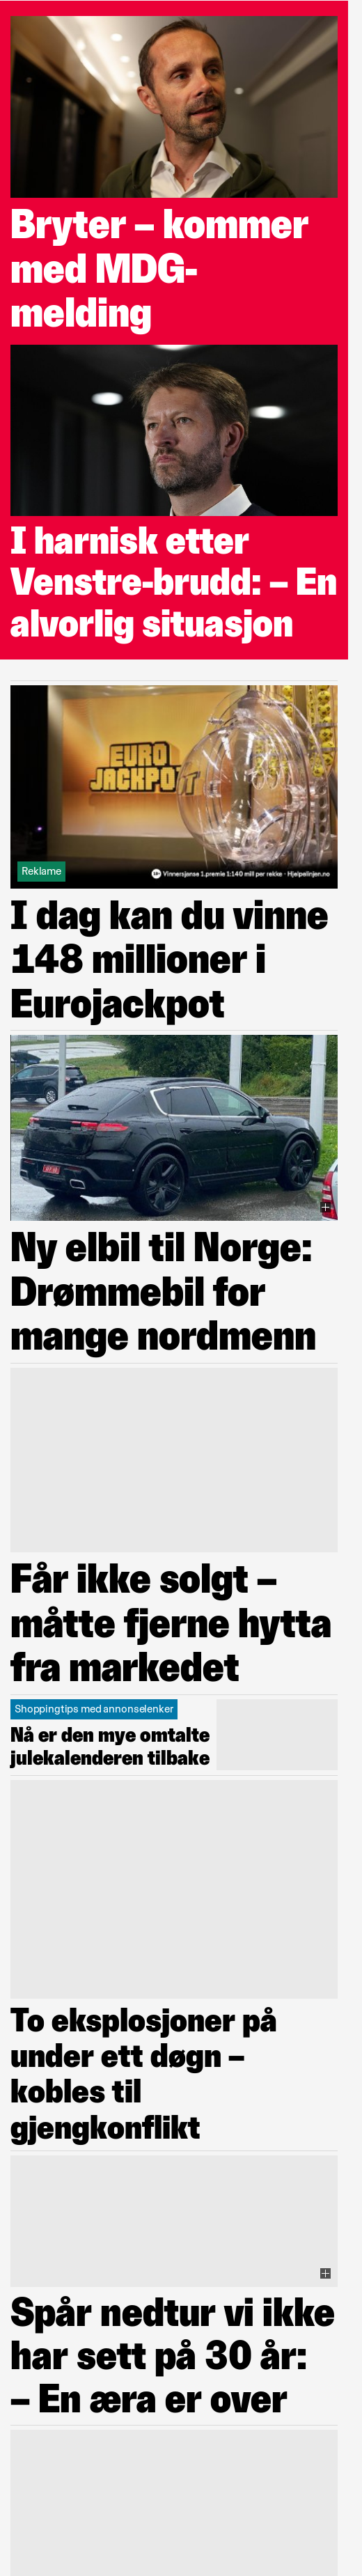 Bryter – kommer
med MDG-
melding
I harnisk etter
Venstre-brudd: – En
alvorlig situasjon
EURO
JACKPOT
Reklame
18+ Vinnersjanse 1.premie 1:140 mill per rekke - Hjelpelinjen.no
I dag kan du vinne
148 millioner i
Eurojackpot
Ny elbil til Norge:
Drømmebil for
mange nordmenn
Får ikke solgt –
måtte fjerne hytta
fra markedet
Shoppingtips med annonselenker
Nå er den mye omtalte
julekalenderen tilbake
To eksplosjoner på
under ett døgn –
kobles til
gjengkonflikt
Spår nedtur vi ikke
har sett på 30 år:
– En æra er over